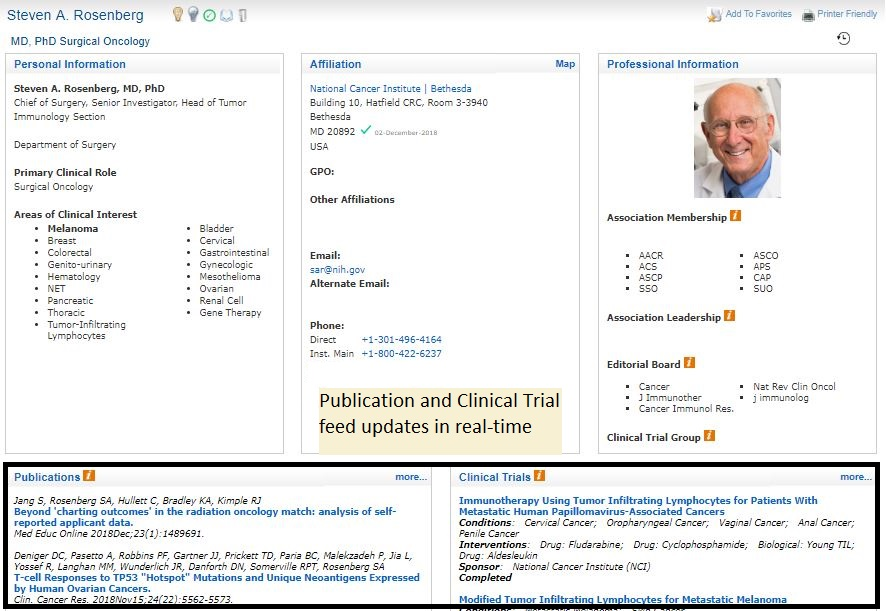 Steven A. Rosenberg
Add To Favorites
Printer Friendly
MD, PhD Surgical Oncology
Personal Information
Steven A. Rosenberg, MD, PhD
Chief of Surgery, Senior Investigator, Head of Tumor
Immunology Section
Department of Surgery
Primary Clinical Role
Surgical Oncology
Areas of Clinical Interest
Melanoma
Breast
Colorectal
Genito-urinary
Hematology
NET
Pancreatic
Thoracic
Tumor-Infiltrating
Lymphocytes
Bladder
Cervical
Gastrointestinal
Gynecologic
Mesothelioma
Ovarian
Renal Cell
Gene Therapy
Affiliation
Map
National Cancer Institute | Bethesda
Building 10, Hatfield CRC, Room 3-3940
Bethesda
MD 20892 02-December-2018
USA
GPO:
Other Affiliations
Email:
sar@nih.gov
Alternate Email:
Phone:
Direct +1-301-496-4164
Inst. Main +1-800-422-6237
Publication and Clinical Trial
feed updates in real-time
Professional Information
Association Membership
AACR
ACS
ASCP
SSO
ASCO
APS
CAP
SUO
Association Leadership
Editorial Board
Cancer
J Immunother
Cancer Immunol Res.
Nat Rev Clin Oncol
j immunolog
Clinical Trial Group
Publications
more...
Jang S, Rosenberg SA, Hullett C, Bradley KA, Kimple RJ
Beyond 'charting outcomes' in the radiation oncology match: analysis of self-
reported applicant data.
Med Educ Online 2018Dec;23(1):1489691.
Deniger DC, Pasetto A, Robbins PF, Gartner JJ, Prickett TD, Paria BC, Malekzadeh P, Jia L,
Yossef R, Langhan MM, Wunderlich JR, Danforth DN, Somerville RPT, Rosenberg SA
T-cell Responses to TP53 "Hotspot" Mutations and Unique Neoantigens Expressed
by Human Ovarian Cancers.
Clin. Cancer Res. 2018Nov15;24(22):5562-5573.
Clinical Trials
more...
Immunotherapy Using Tumor Infiltrating Lymphocytes for Patients With
Metastatic Human Papillomavirus-Associated Cancers
Conditions: Cervical Cancer; Oropharyngeal Cancer; Vaginal Cancer; Anal Cancer;
Penile Cancer
Interventions: Drug: Fludarabine; Drug: Cyclophosphamide; Biological: Young TIL;
Drug: Aldesleukin
Sponsor: National Cancer Institute (NCI)
Completed
Modified Tumor Infiltrating Lymphocytes for Metastatic Melanoma
Conditions: Metastatic Melanoma; Skin Cancer